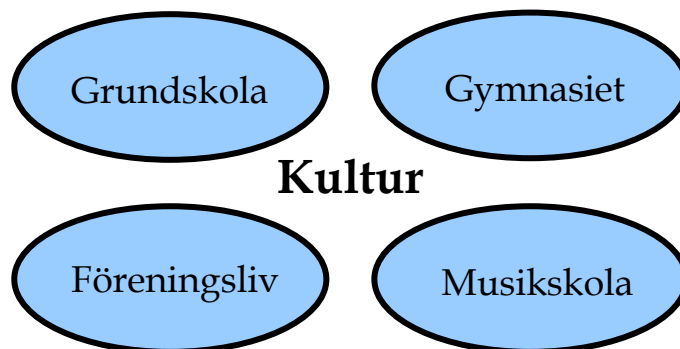 Grundskola
Gymnasiet
Kultur
Föreningsliv
Musikskola